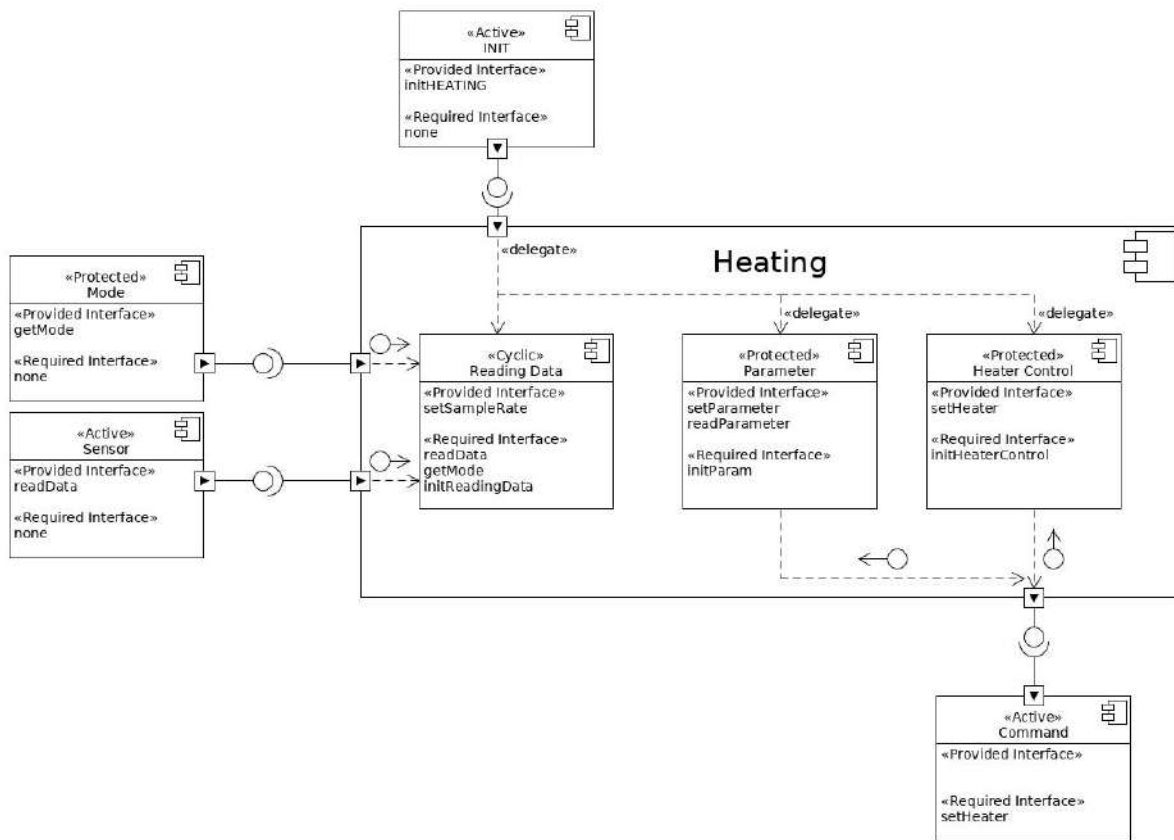 «Active»
INIT
«Provided Interface»
initHEATING
«Required Interface»
none
«delegate»
Heating
«Protected»
Mode
«Provided Interface»
getMode
«Required Interface»
none
«delegate»
«delegate»
«Cyclic»
Reading Data
«Provided Interface»
setSampleRate
«Required Interface»
readData
getMode
initReadingData
«Protected»
Parameter
«Provided Interface»
setParameter
readParameter
«Required Interface»
initParam
«Protected»
Heater Control
«Provided Interface»
setHeater
«Required Interface»
initHeaterControl
«Active»
Sensor
«Provided Interface»
readData
«Required Interface»
none
«Active»
Command
«Provided Interface»
«Required Interface»
setHeater